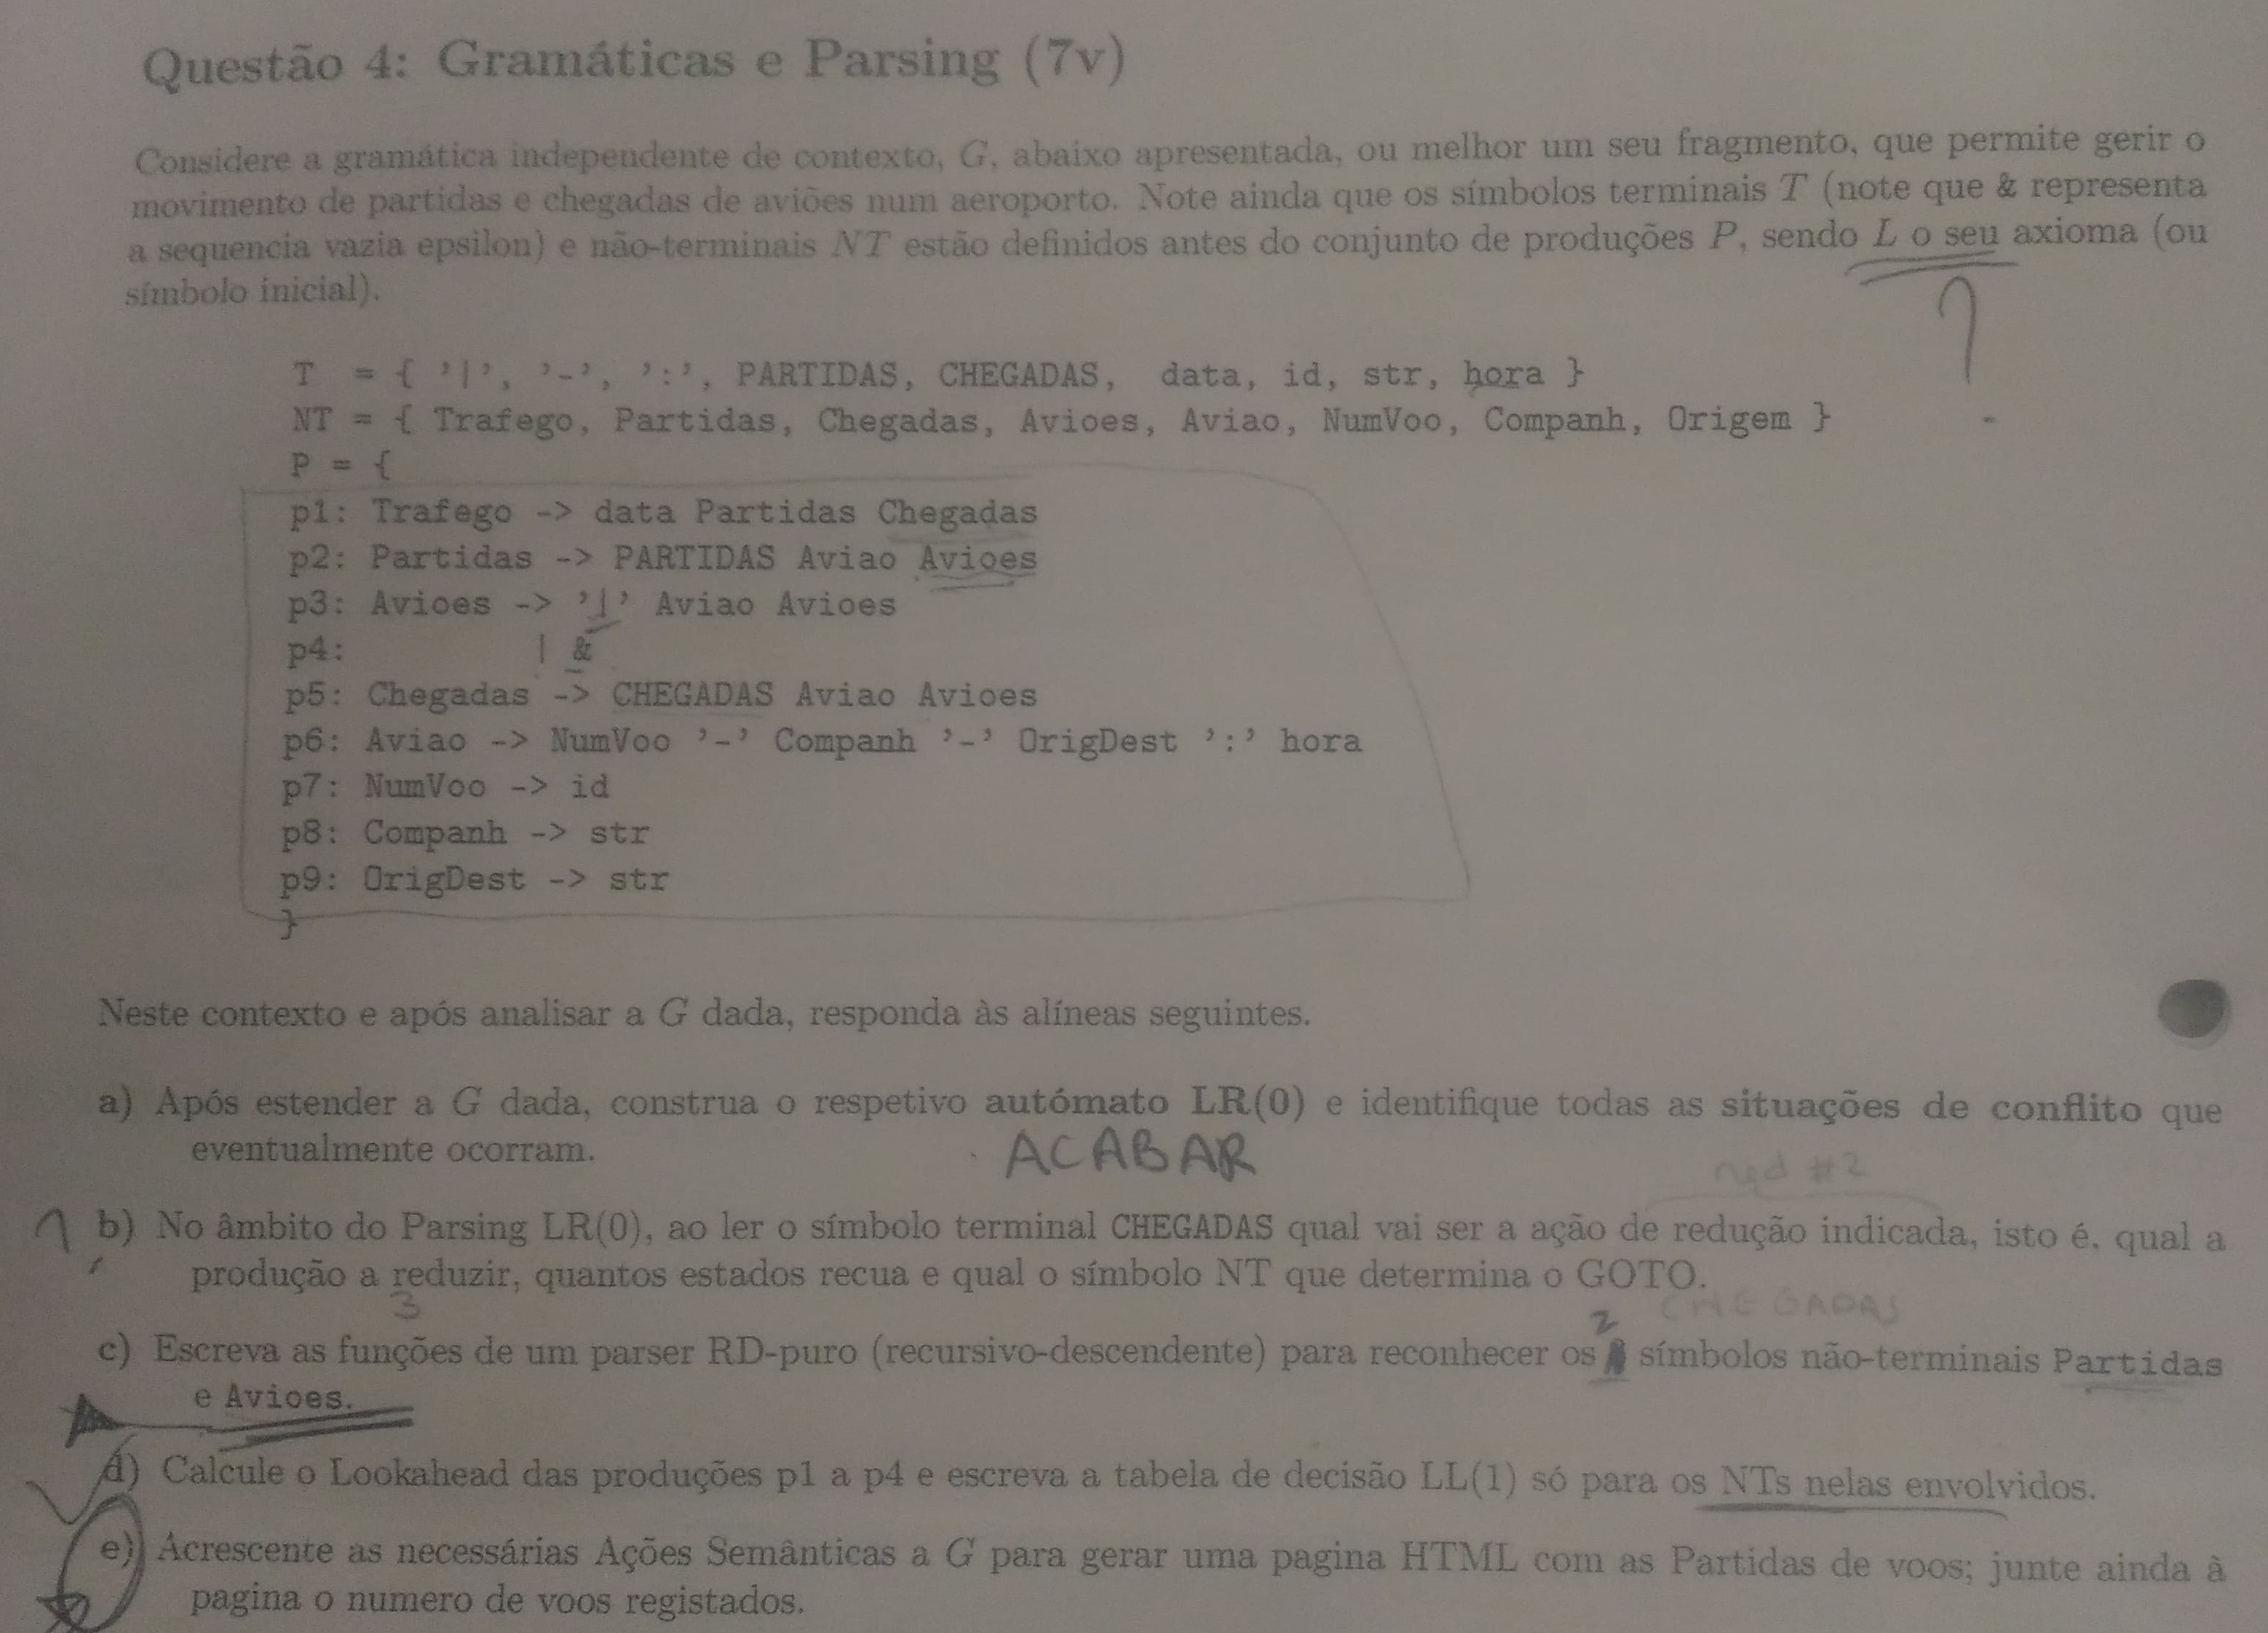 Questão 4: Gramáticas e Parsing (7v)
Considere a gramática independente de contexto, G, abaixo apresentada, ou melhor um seu fragmento, que permite gerir o
movimento de partidas e chegadas de aviões num aeroporto. Note ainda que os símbolos terminais T (note que & representa
a sequencia vazia epsilon) e não-terminais NT estão definidos antes do conjunto de produções P, sendo L o seu axioma (ou
símbolo inicial).
T = { '|', '-', ':', PARTIDAS, CHEGADAS, data, id, str, hora }
NT = { Trafego, Partidas, Chegadas, Avioes, Aviao, NumVoo, Companh, Origem }
P = {
p1: Trafego -> data Partidas Chegadas
p2: Partidas -> PARTIDAS Aviao Avioes
p3: Avioes -> '|' Aviao Avioes
p4: | &
p5: Chegadas -> CHEGADAS Aviao Avioes
p6: Aviao -> NumVoo '-' Companh '-' OrigDest ':' hora
p7: NumVoo -> id
p8: Companh -> str
p9: OrigDest -> str
}
Neste contexto e após analisar a G dada, responda às alíneas seguintes.
a) Após estender a G dada, construa o respetivo autómato LR(0) e identifique todas as situações de conflito que
eventualmente ocorram.
ACABAR
red #2
b) No âmbito do Parsing LR(0), ao ler o símbolo terminal CHEGADAS qual vai ser a ação de redução indicada, isto é, qual a
produção a reduzir, quantos estados recua e qual o símbolo NT que determina o GOTO.
3 CHEGADAS
2
c) Escreva as funções de um parser RD-puro (recursivo-descendente) para reconhecer os símbolos não-terminais Partidas
e Avioes.
d) Calcule o Lookahead das produções p1 a p4 e escreva a tabela de decisão LL(1) só para os NTs nelas envolvidos.
e) Acrescente as necessárias Ações Semânticas a G para gerar uma pagina HTML com as Partidas de voos; junte ainda à
pagina o numero de voos registados.